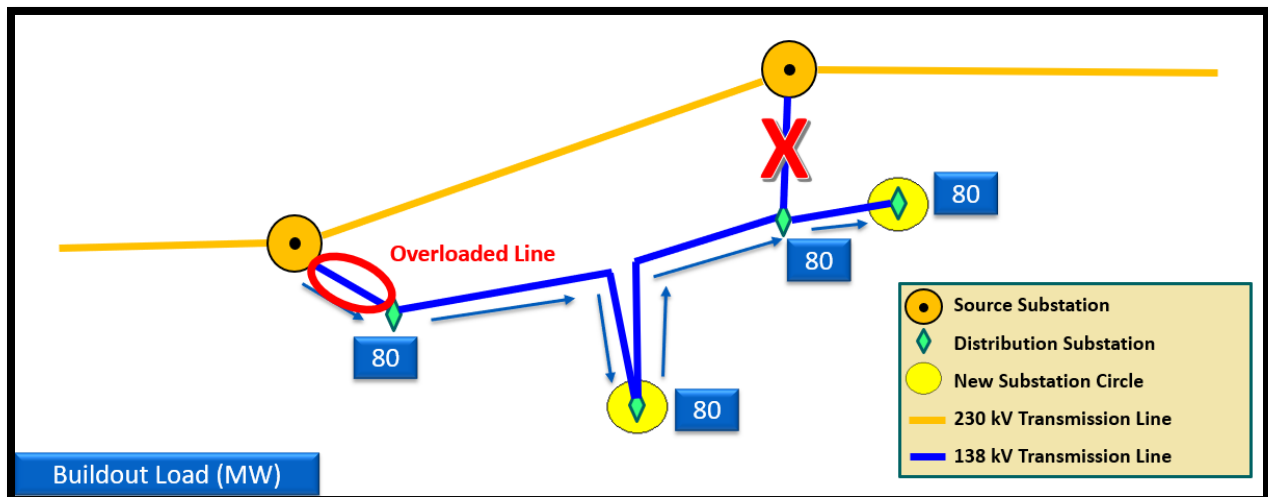 X
80
Overloaded Line
80
80
80
Source Substation
Distribution Substation
New Substation Circle
230 kV Transmission Line
138 kV Transmission Line
Buildout Load (MW)